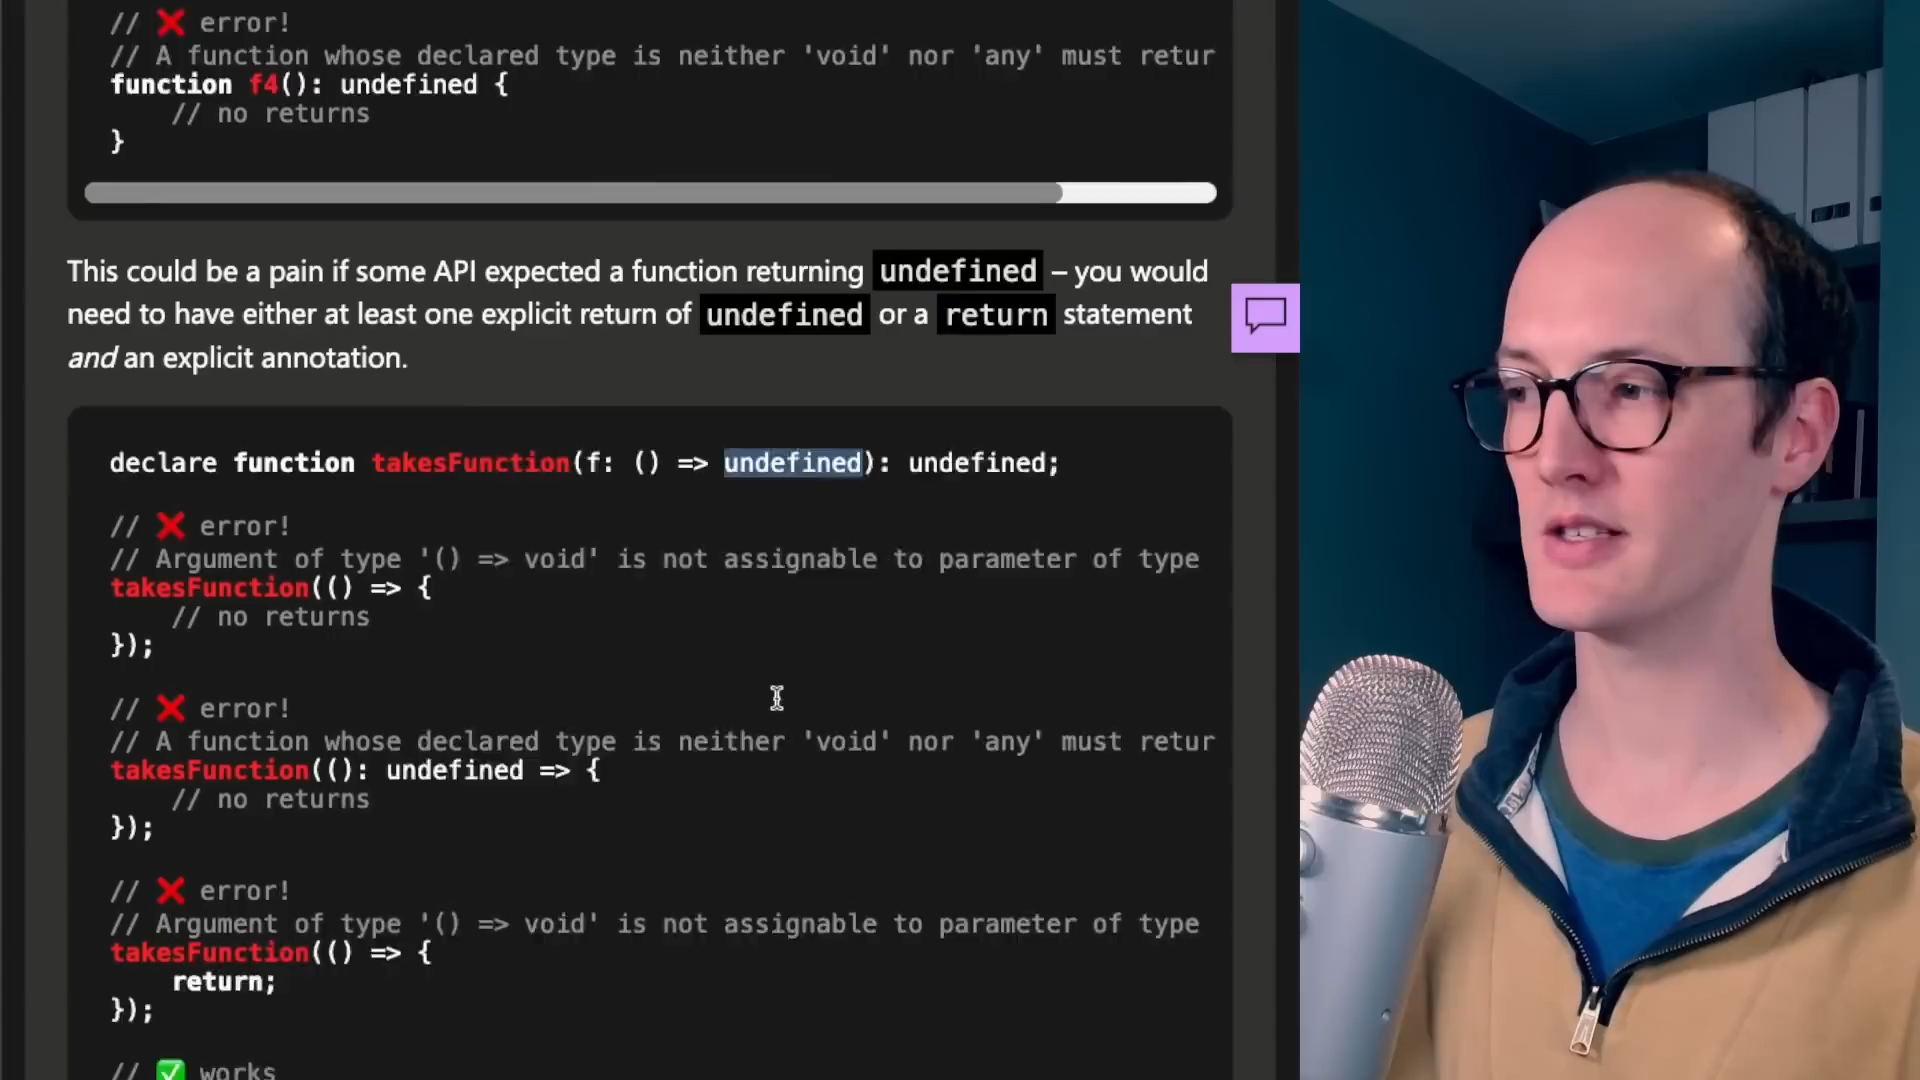 // ❌ error!
// A function whose declared type is neither 'void' nor 'any' must retur
function f4(): undefined {
// no returns
}
This could be a pain if some API expected a function returning undefined – you would
need to have either at least one explicit return of undefined or a return statement
and an explicit annotation.
declare function takesFunction(f: () => undefined): undefined;
// ❌ error!
// Argument of type '() => void' is not assignable to parameter of type
takesFunction(() => {
// no returns
});
// ❌ error!
// A function whose declared type is neither 'void' nor 'any' must retur
takesFunction((): undefined => {
// no returns
});
// ❌ error!
// Argument of type '() => void' is not assignable to parameter of type
takesFunction(() => {
return;
});
// ✅ works